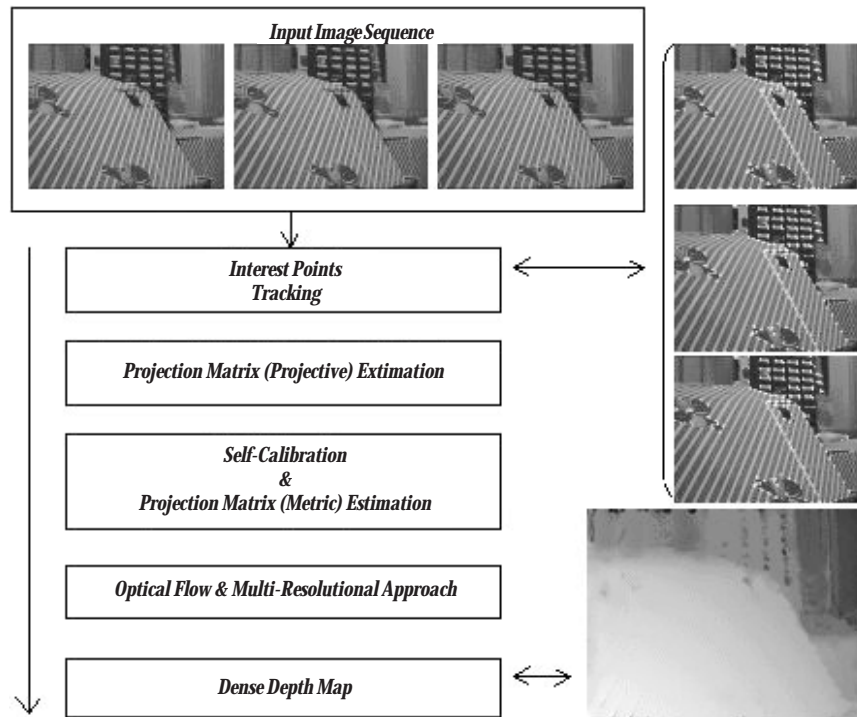 Input Image Sequence
Interest Points
Tracking
Projection Matrix (Projective) Extimation
Self-Calibration
&
Projection Matrix (Metric) Estimation
Optical Flow & Multi-Resolutional Approach
Dense Depth Map